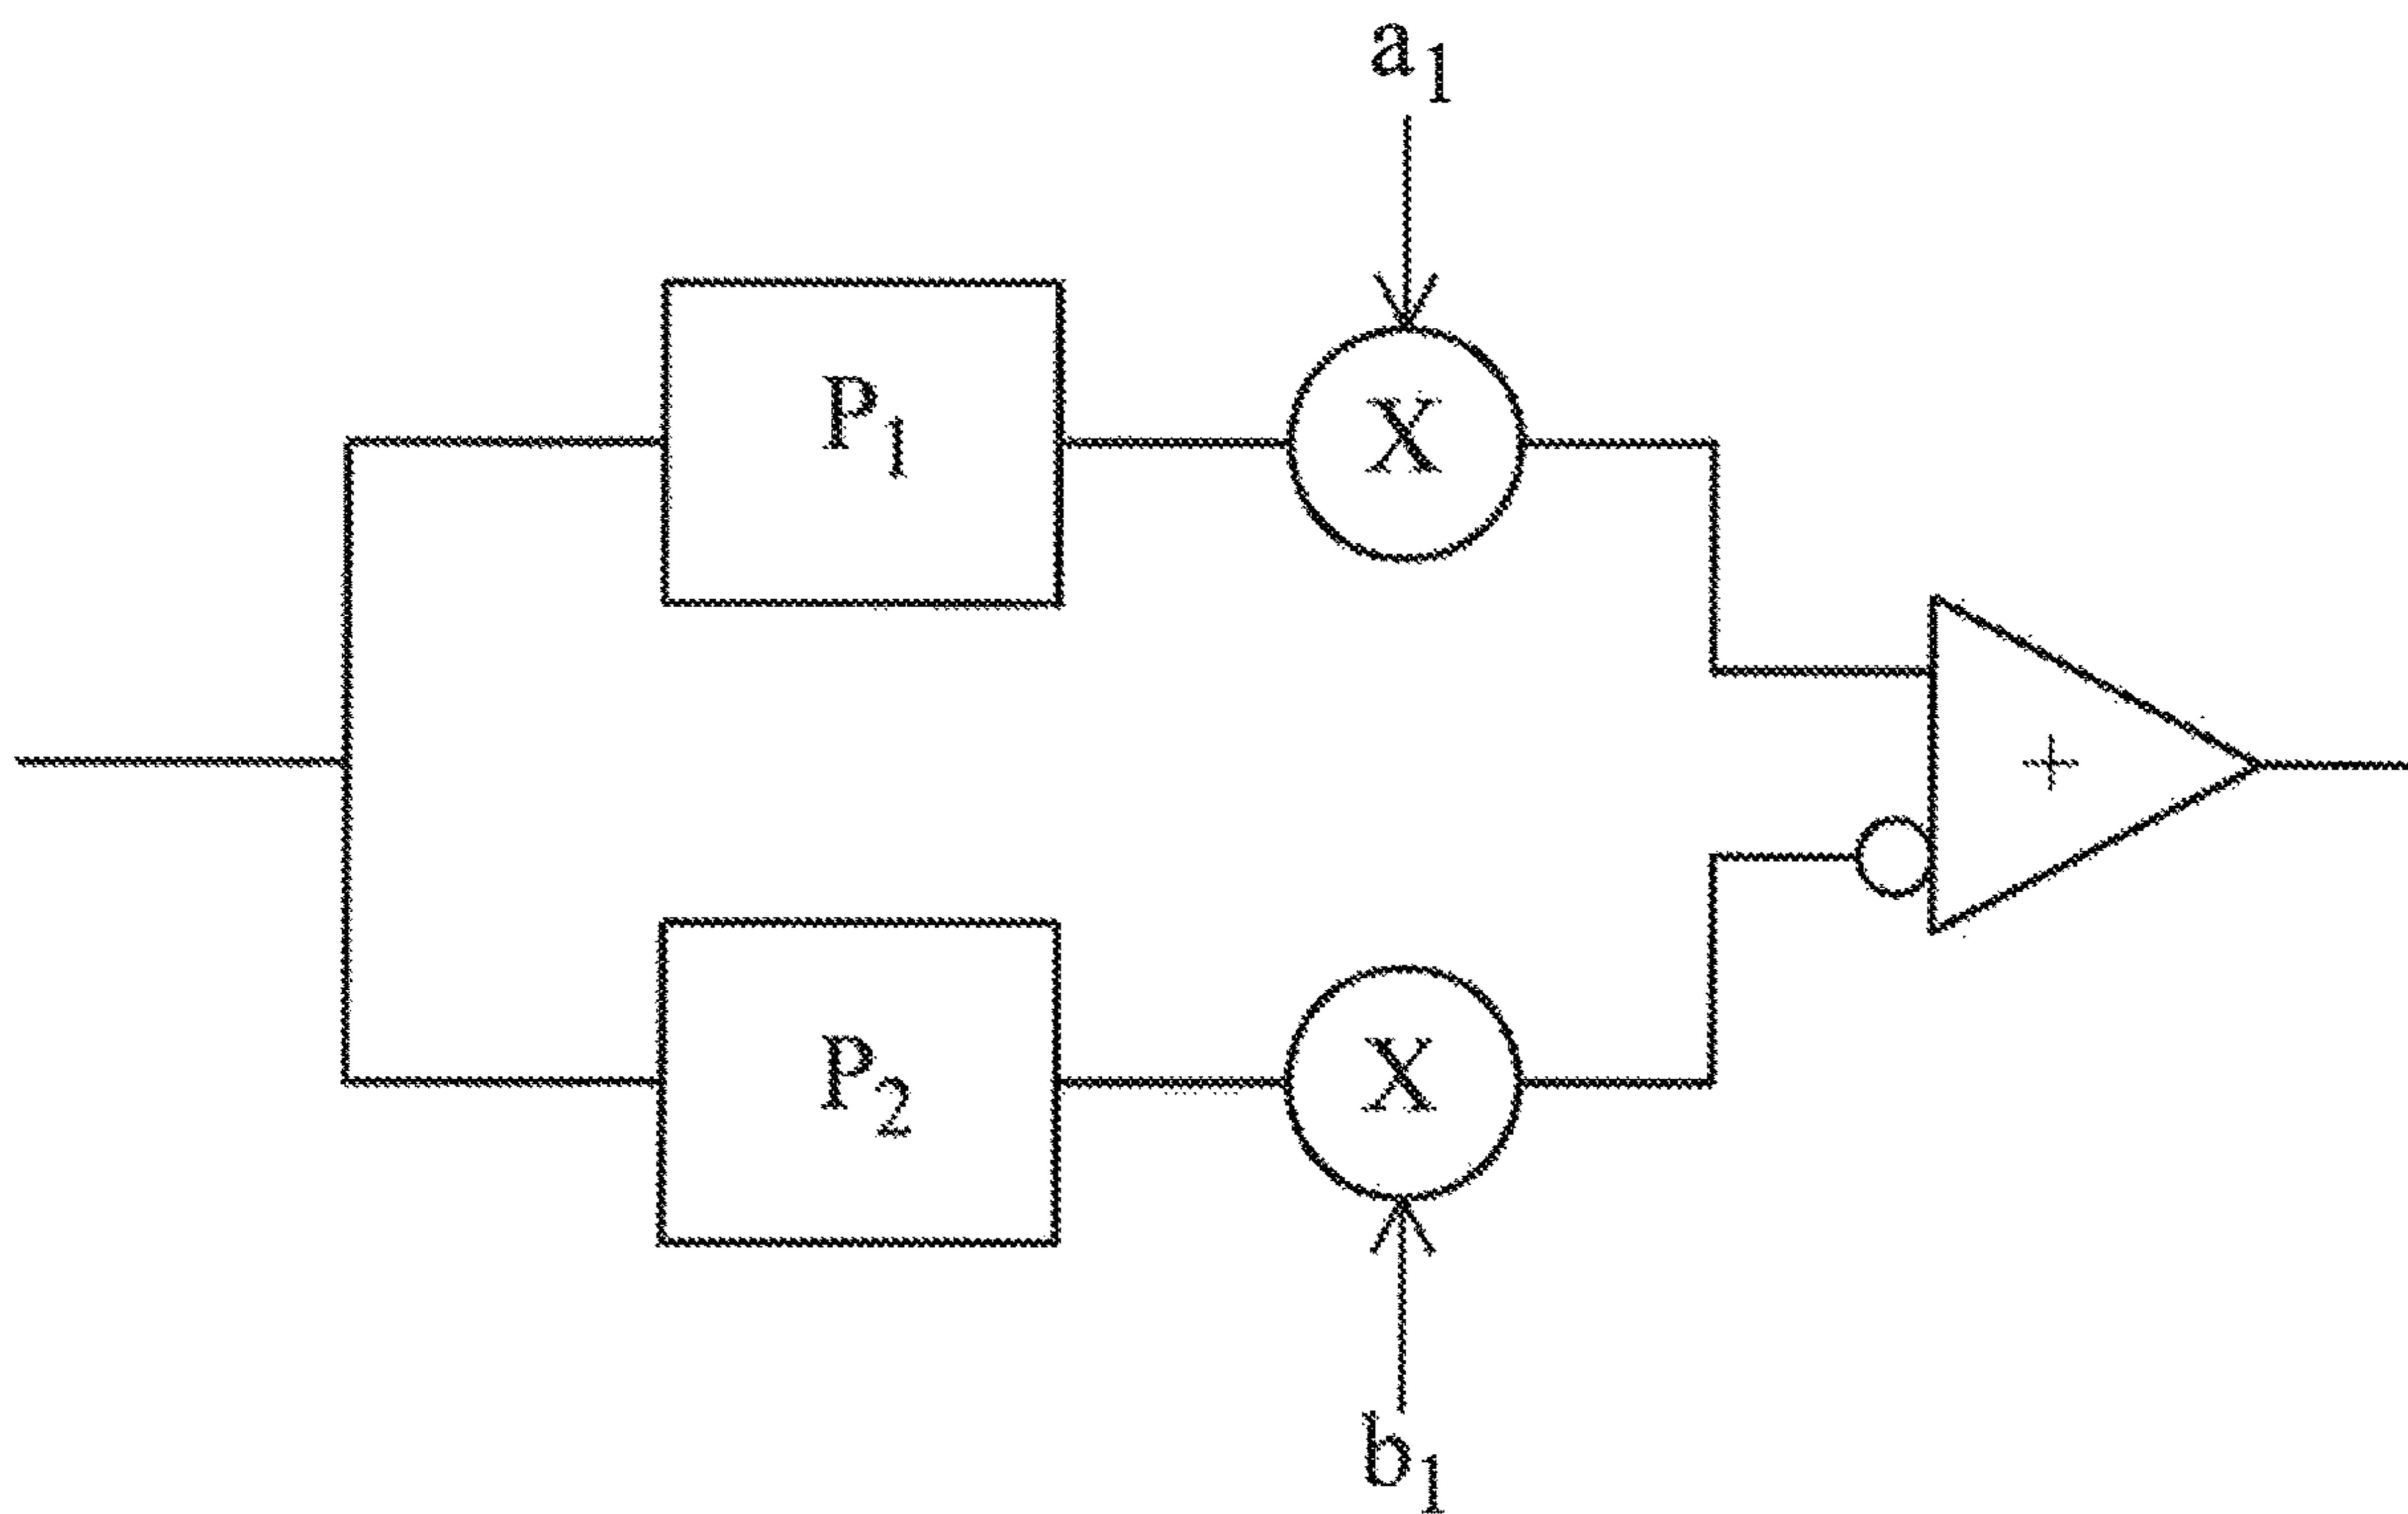 a₁
P₁
X
+
P₂
X
b₁